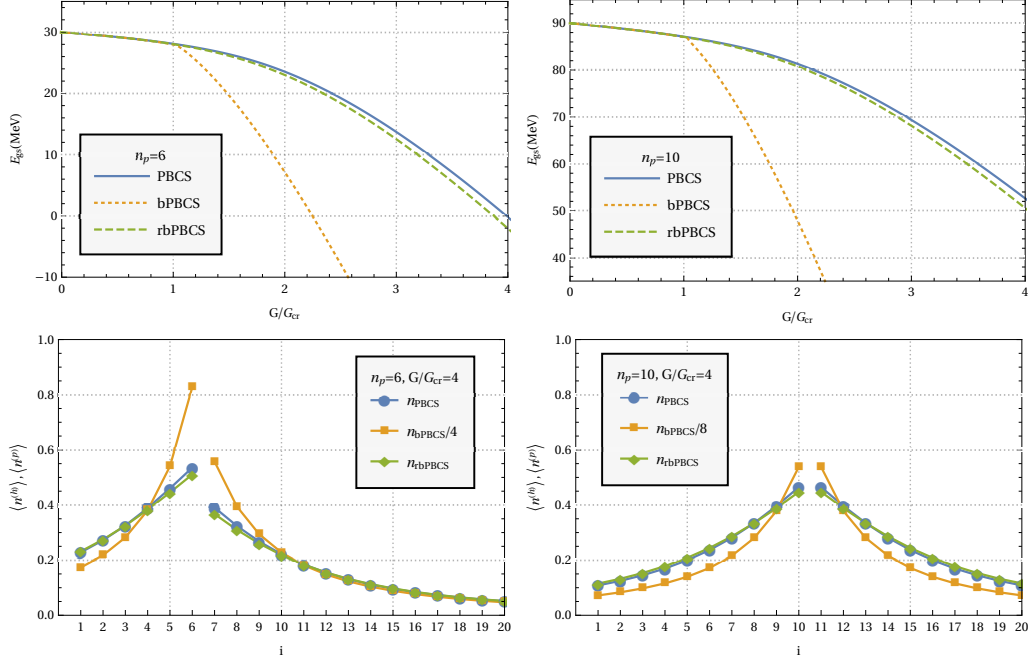 30
20
10
0
−10
E_gs(MeV)
n_p=6
PBCS
bPBCS
rbPBCS
0 1 2 3 4
G/G_cr
90
80
70
60
50
40
E_gs(MeV)
n_p=10
PBCS
bPBCS
rbPBCS
0 1 2 3 4
G/G_cr
1.0
0.8
0.6
0.4
0.2
0.0
⟨n^(h)⟩, ⟨n^(p)⟩
n_p=6, G/G_cr=4
n_PBCS
n_bPBCS/4
n_rbPBCS
1 2 3 4 5 6 7 8 9 10 11 12 13 14 15 16 17 18 19 20
i
1.0
0.8
0.6
0.4
0.2
0.0
⟨n^(h)⟩, ⟨n^(p)⟩
n_p=10, G/G_cr=4
n_PBCS
n_bPBCS/8
n_rbPBCS
1 2 3 4 5 6 7 8 9 10 11 12 13 14 15 16 17 18 19 20
i